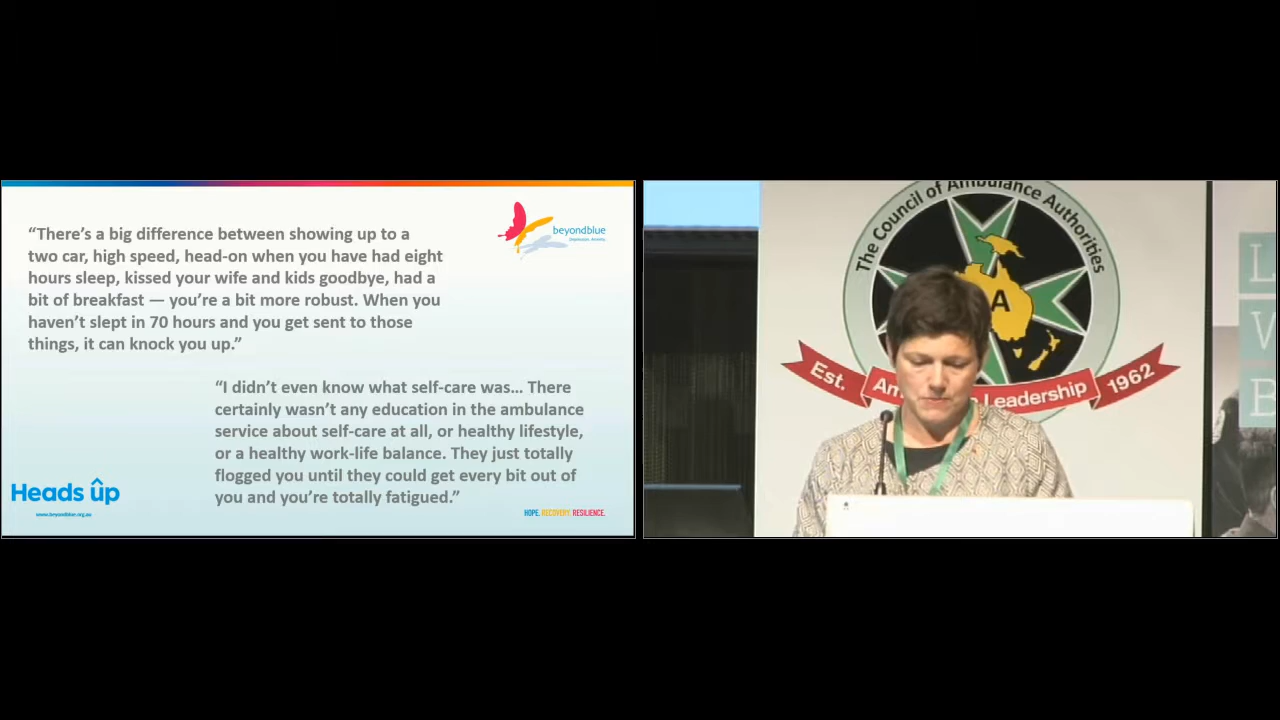 “There’s a big difference between showing up to a
two car, high speed, head-on when you have had eight
hours sleep, kissed your wife and kids goodbye, had a
bit of breakfast — you’re a bit more robust. When you
haven’t slept in 70 hours and you get sent to those
things, it can knock you up.”
beyondblue
“I didn’t even know what self-care was... There
certainly wasn’t any education in the ambulance
service about self-care at all, or healthy lifestyle,
or a healthy work-life balance. They just totally
flogged you until they could get every bit out of
you and you’re totally fatigued.”
Heads up
www.beyondblue.org.au
HOPE. RECOVERY. RESILIENCE.
The Council of Ambulance Authorities
A
Est.
Leadership
1962
L
V
B